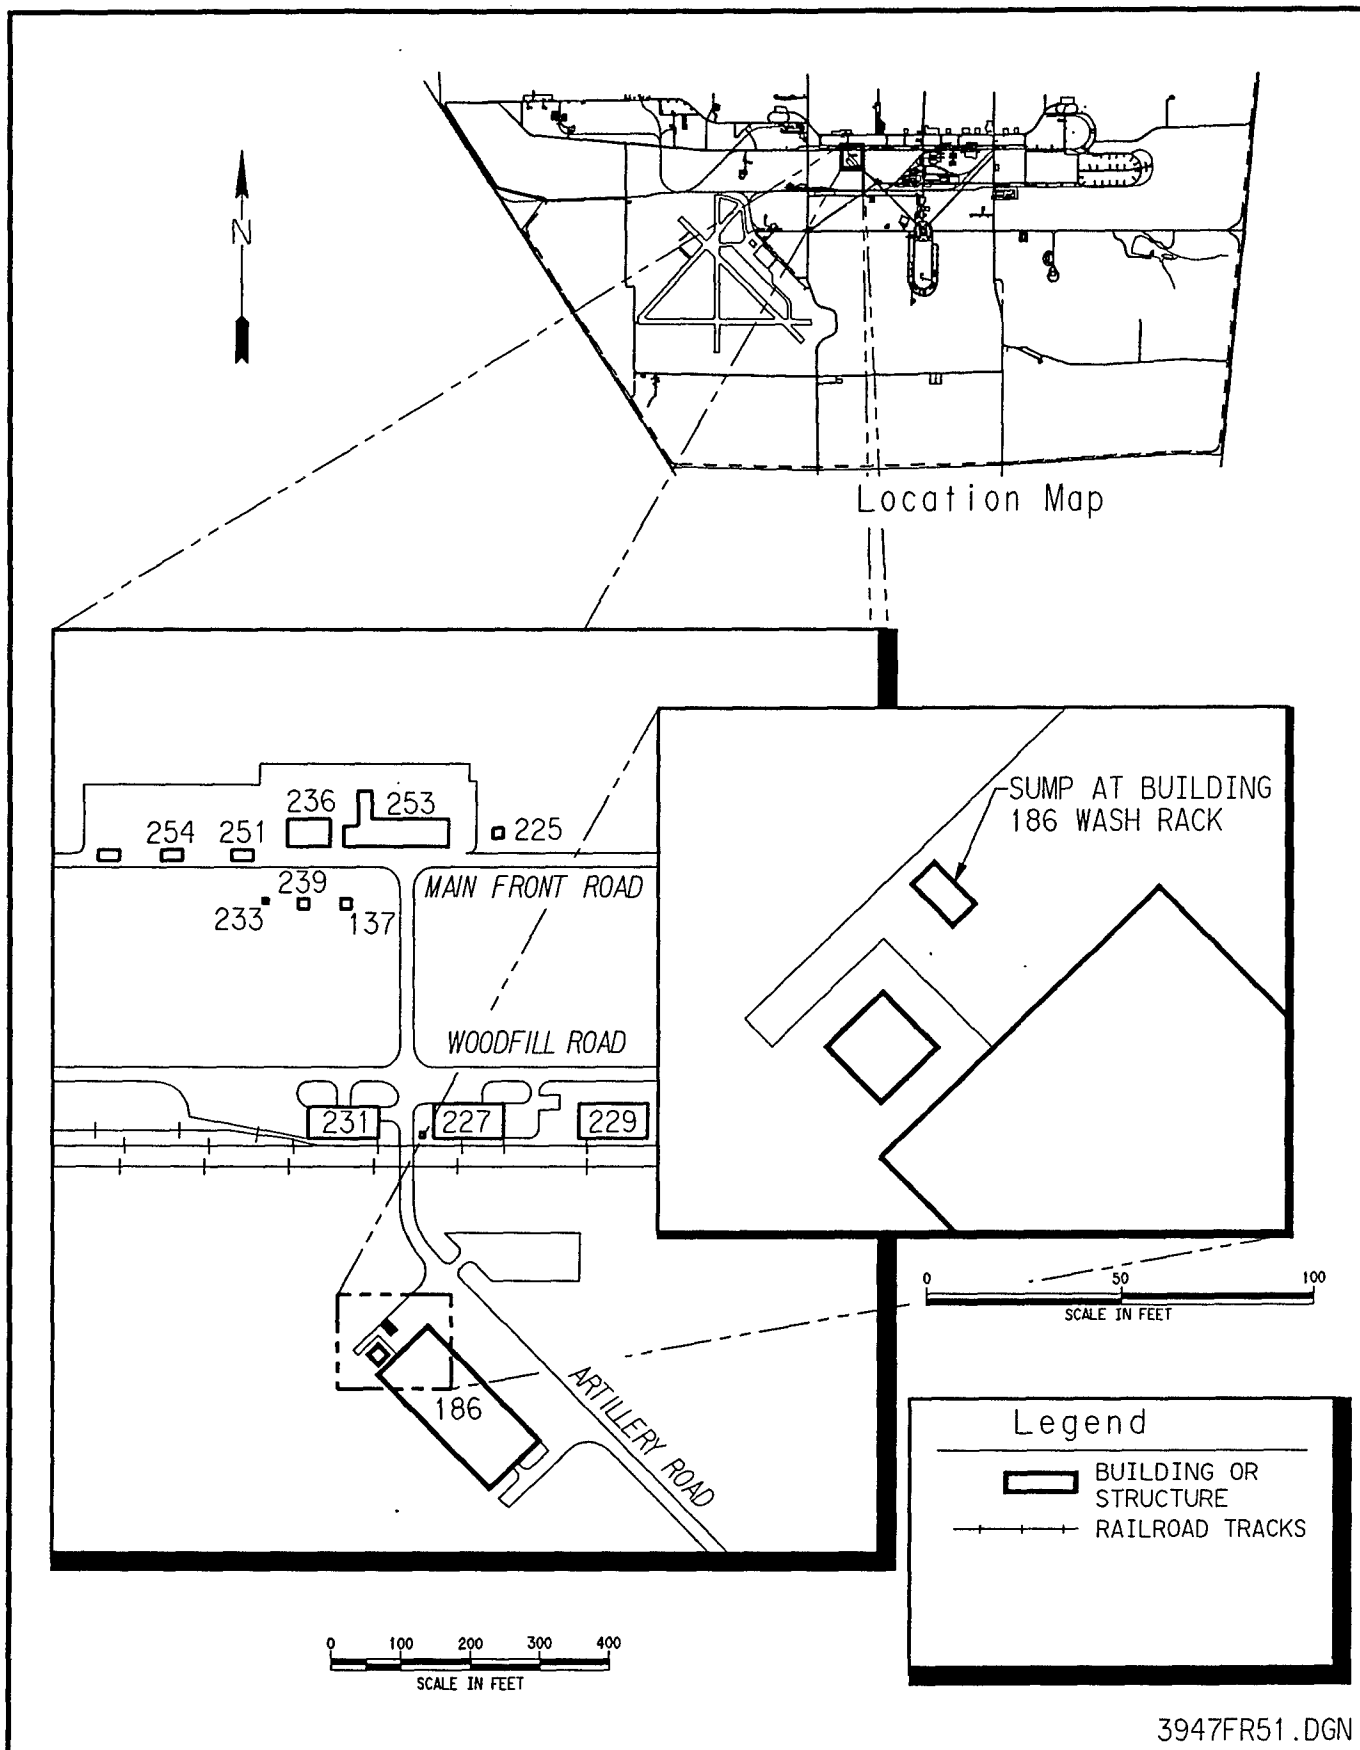 N
Location Map
236 253
254 251 225
MAIN FRONT ROAD
239
233 137
WOODFILL ROAD
231 227 229
186
ARTILLERY ROAD
SUMP AT BUILDING
186 WASH RACK
0 50 100
SCALE IN FEET
Legend
BUILDING OR
STRUCTURE
RAILROAD TRACKS
0 100 200 300 400
SCALE IN FEET
3947FR51.DGN